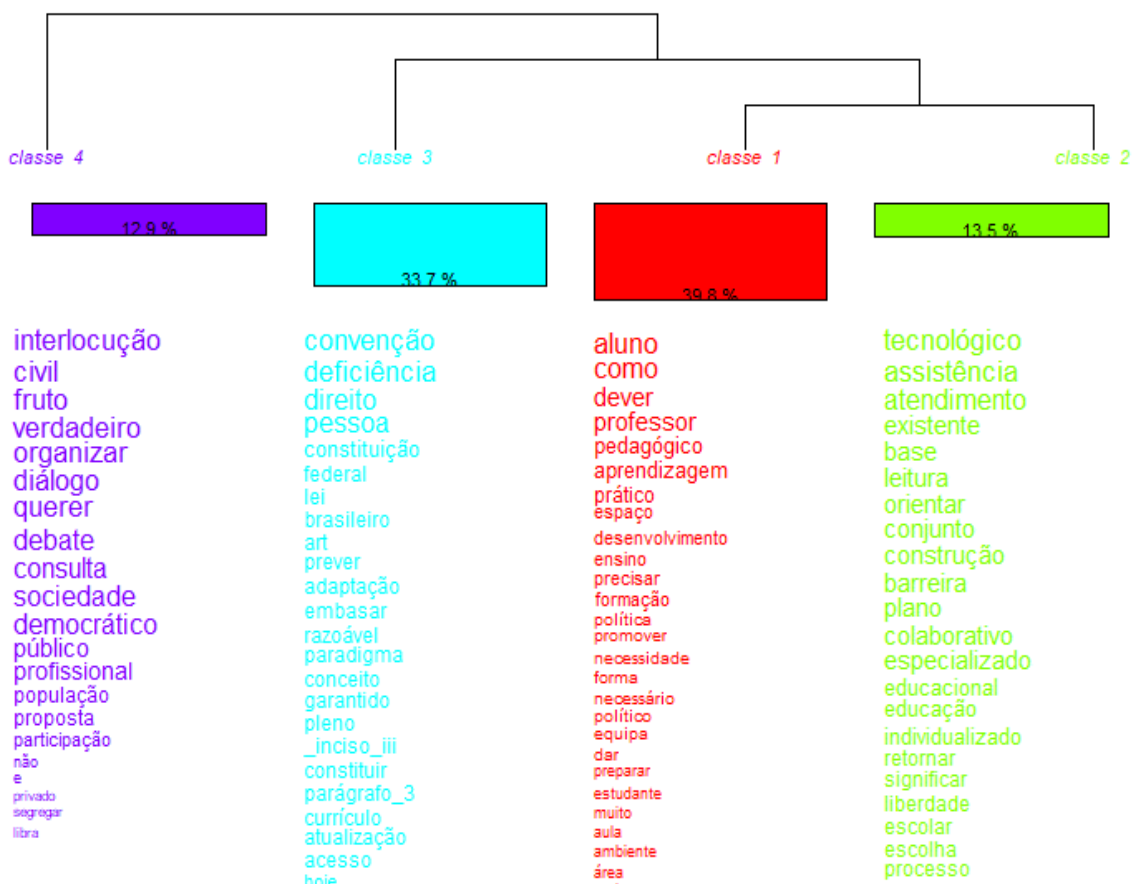 classe 4
classe 3
classe 1
classe 2
12.9 %
33.7 %
39.8 %
13.5 %
interlocução
civil
fruto
verdadeiro
organizar
diálogo
querer
debate
consulta
sociedade
democrático
público
profissional
população
proposta
participação
não
e
privado
segregar
libra
convenção
deficiência
direito
pessoa
constituição
federal
lei
brasileiro
art
prever
adaptação
embasar
razoável
paradigma
conceito
garantido
pleno
_inciso_iii
constituir
parágrafo_3
currículo
atualização
acesso
hoje
aluno
como
dever
professor
pedagógico
aprendizagem
prático
espaço
desenvolvimento
ensino
precisar
formação
política
promover
necessidade
forma
necessário
político
equipa
dar
preparar
estudante
muito
aula
ambiente
área
tecnológico
assistência
atendimento
existente
base
leitura
orientar
conjunto
construção
barreira
plano
colaborativo
especializado
educacional
educação
individualizado
retornar
significar
liberdade
escolar
escolha
processo